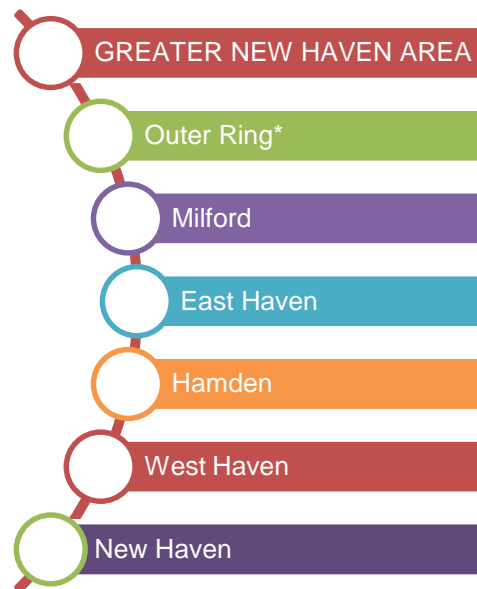 GREATER NEW HAVEN AREA
Outer Ring*
Milford
East Haven
Hamden
West Haven
New Haven